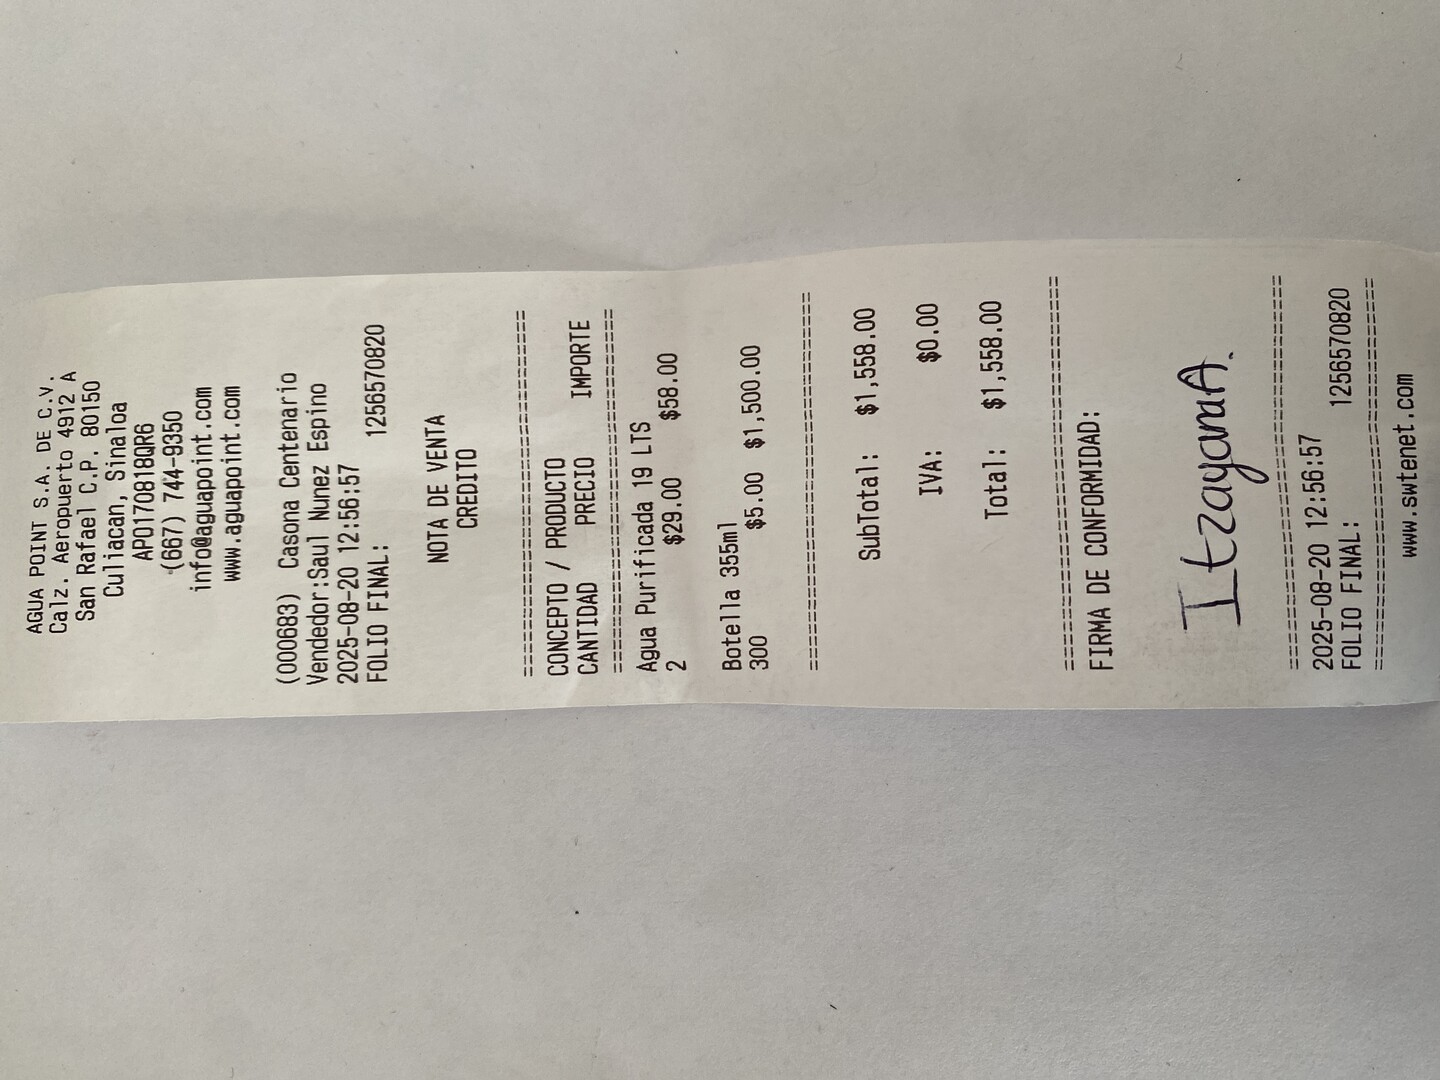 AGUA POINT S.A. DE C.V.
Calz. Aeropuerto 4912 A
San Rafael C.P. 80150
Culiacan, Sinaloa
APO170818QR6
(667) 744-9350
info@aguapoint.com
www.aguapoint.com
(000683) Casona Centenario
Vendedor:Saul Nunez Espino
2025-08-20 12:56:57
FOLIO FINAL: 1256570820
NOTA DE VENTA
CREDITO
CONCEPTO / PRODUCTO
CANTIDAD PRECIO IMPORTE
Agua Purificada 19 LTS
2 $29.00 $58.00
Botella 355ml
300 $5.00 $1,500.00
SubTotal: $1,558.00
IVA: $0.00
Total: $1,558.00
FIRMA DE CONFORMIDAD:
Itzayana A.
2025-08-20 12:56:57
FOLIO FINAL: 1256570820
www.swtenet.com